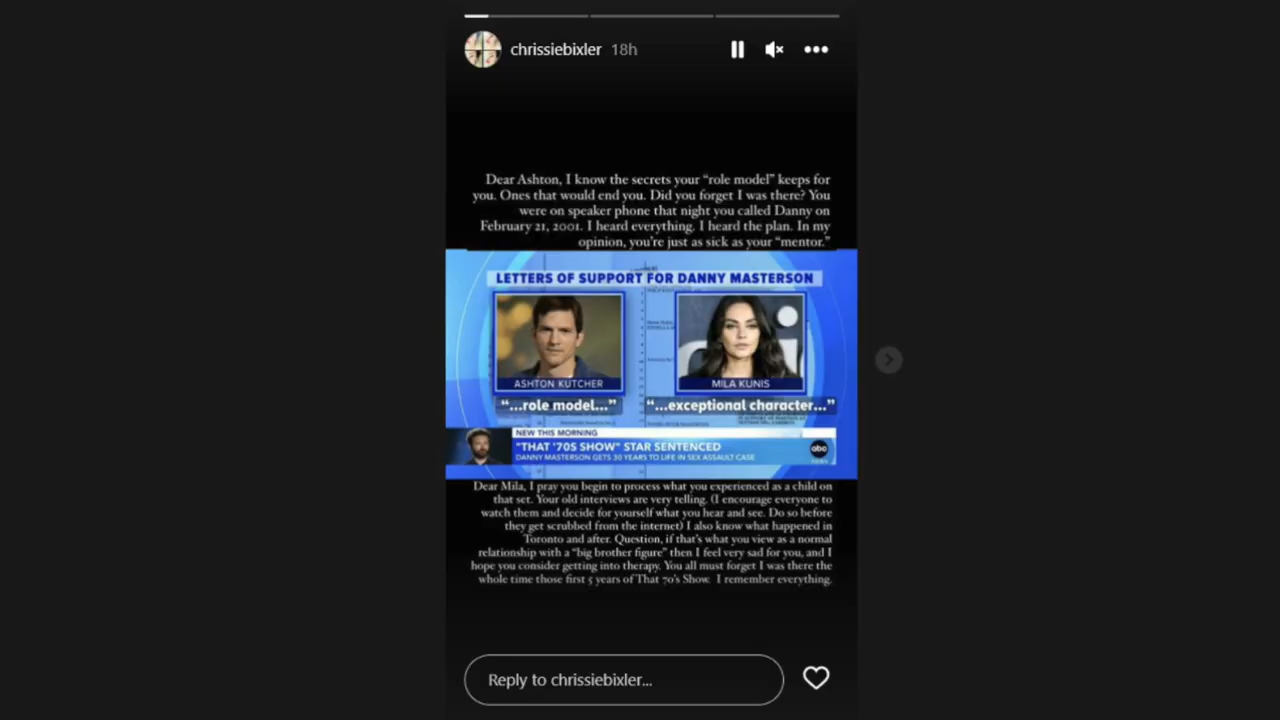 chrissiebixler 18h
Dear Ashton, I know the secrets your “role model” keeps for
you. Ones that would end you. Did you forget I was there? You
were on speaker phone that night you called Danny on
February 21, 2001. I heard everything. I heard the plan. In my
opinion, you’re just as sick as your “mentor.”
LETTERS OF SUPPORT FOR DANNY MASTERSON
ASHTON KUTCHER
MILA KUNIS
“...role model...”
“...exceptional character...”
NEW THIS MORNING
"THAT '70S SHOW" STAR SENTENCED
DANNY MASTERSON GETS 30 YEARS TO LIFE IN SEX ASSAULT CASE
abc
NEWS
Dear Mila, I pray you begin to process what you experienced as a child on
that set. Your old interviews are very telling. (I encourage everyone to
watch them and decide for yourself what you hear and see. Do so before
they get scrubbed from the internet) I also know what happened in
Toronto and after. Question, if that’s what you view as a normal
relationship with a “big brother figure” then I feel very sad for you, and I
hope you consider getting into therapy. You all must forget I was there the
whole time those first 5 years of That 70’s Show. I remember everything.
Reply to chrissiebixler...